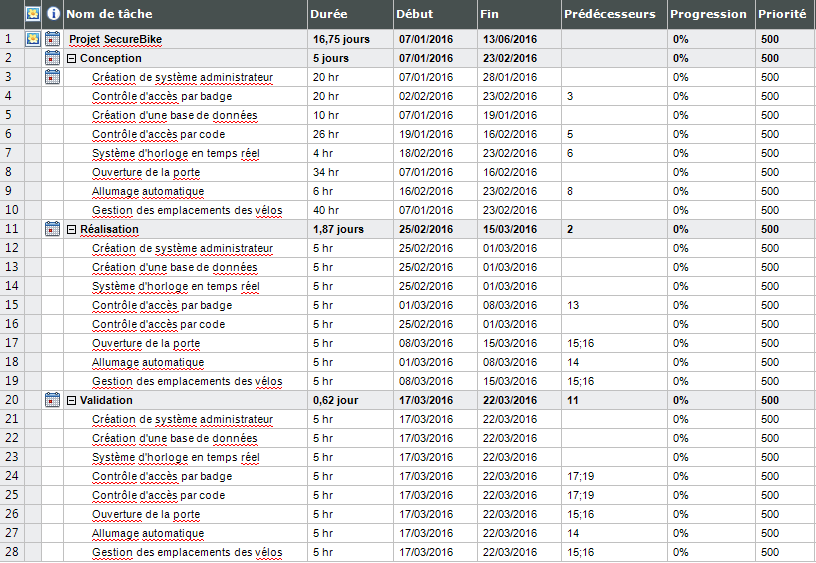 Nom de tâche Durée Début Fin Prédécesseurs Progression Priorité
1 Projet SecureBike 16,75 jours 07/01/2016 13/06/2016 0% 500
2 Conception 5 jours 07/01/2016 23/02/2016 0% 500
3 Création de système administrateur 20 hr 07/01/2016 28/01/2016 0% 500
4 Contrôle d'accès par badge 20 hr 02/02/2016 23/02/2016 3 0% 500
5 Création d'une base de données 10 hr 07/01/2016 19/01/2016 0% 500
6 Contrôle d'accès par code 26 hr 19/01/2016 16/02/2016 5 0% 500
7 Système d'horloge en temps réel 4 hr 18/02/2016 23/02/2016 6 0% 500
8 Ouverture de la porte 34 hr 07/01/2016 16/02/2016 0% 500
9 Allumage automatique 6 hr 16/02/2016 23/02/2016 8 0% 500
10 Gestion des emplacements des vélos 40 hr 07/01/2016 23/02/2016 0% 500
11 Réalisation 1,87 jours 25/02/2016 15/03/2016 2 0% 500
12 Création de système administrateur 5 hr 25/02/2016 01/03/2016 0% 500
13 Création d'une base de données 5 hr 25/02/2016 01/03/2016 0% 500
14 Système d'horloge en temps réel 5 hr 25/02/2016 01/03/2016 0% 500
15 Contrôle d'accès par badge 5 hr 01/03/2016 08/03/2016 13 0% 500
16 Contrôle d'accès par code 5 hr 25/02/2016 01/03/2016 0% 500
17 Ouverture de la porte 5 hr 08/03/2016 15/03/2016 15;16 0% 500
18 Allumage automatique 5 hr 01/03/2016 08/03/2016 14 0% 500
19 Gestion des emplacements des vélos 5 hr 08/03/2016 15/03/2016 15;16 0% 500
20 Validation 0,62 jour 17/03/2016 22/03/2016 11 0% 500
21 Création de système administrateur 5 hr 17/03/2016 22/03/2016 0% 500
22 Création d'une base de données 5 hr 17/03/2016 22/03/2016 0% 500
23 Système d'horloge en temps réel 5 hr 17/03/2016 22/03/2016 0% 500
24 Contrôle d'accès par badge 5 hr 17/03/2016 22/03/2016 17;19 0% 500
25 Contrôle d'accès par code 5 hr 17/03/2016 22/03/2016 17;19 0% 500
26 Ouverture de la porte 5 hr 17/03/2016 22/03/2016 15;16 0% 500
27 Allumage automatique 5 hr 17/03/2016 22/03/2016 14 0% 500
28 Gestion des emplacements des vélos 5 hr 17/03/2016 22/03/2016 15;16 0% 500